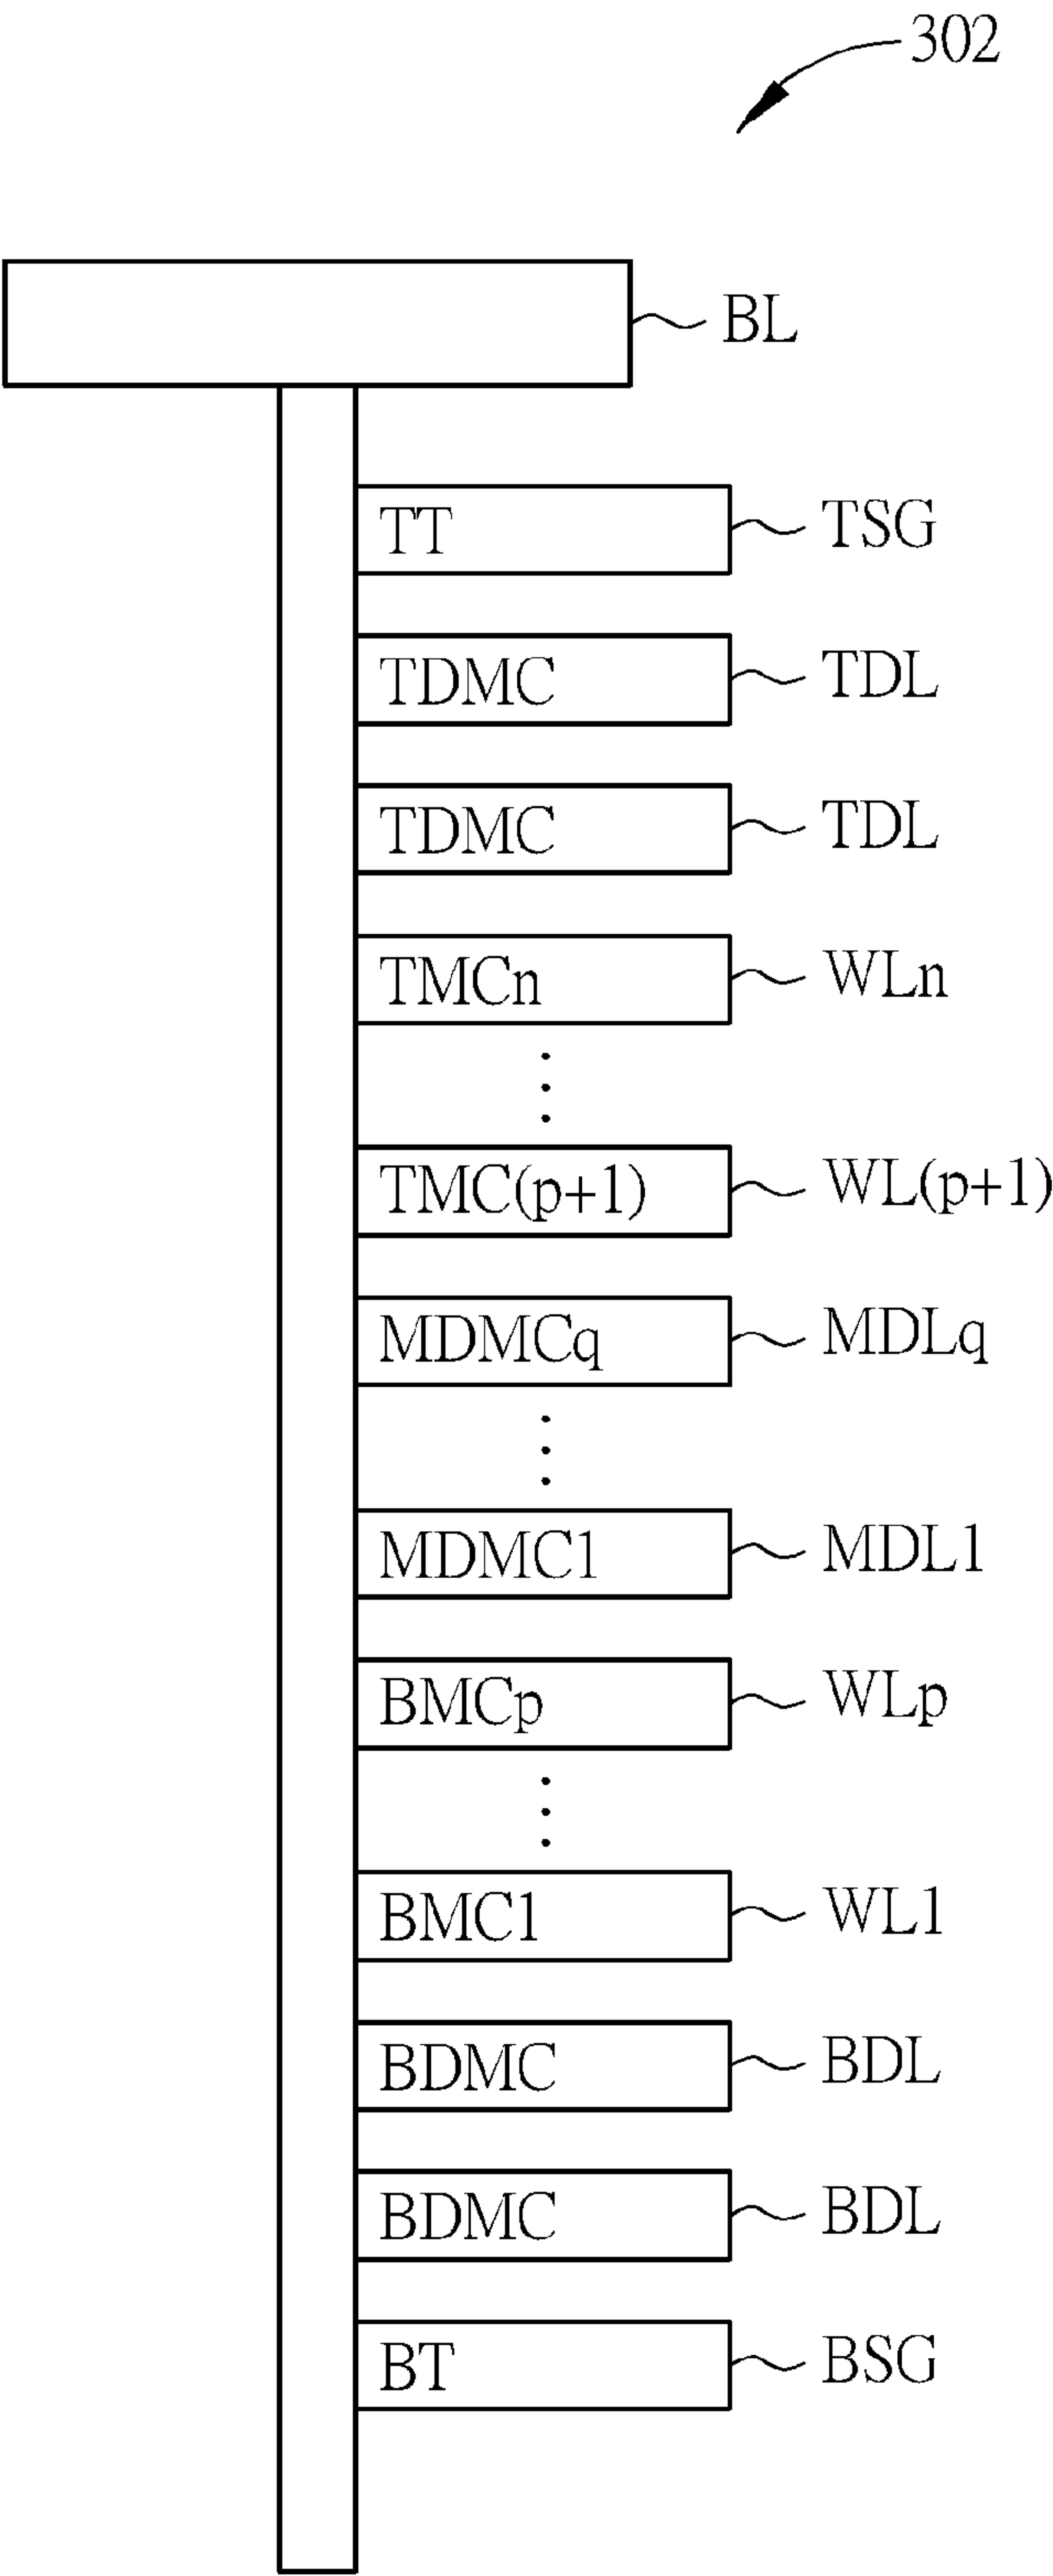 302
BL
TT TSG
TDMC TDL
TDMC TDL
TMCn WLn
TMC(p+1) WL(p+1)
MDMCq MDLq
MDMC1 MDL1
BMCp WLp
BMC1 WL1
BDMC BDL
BDMC BDL
BT BSG